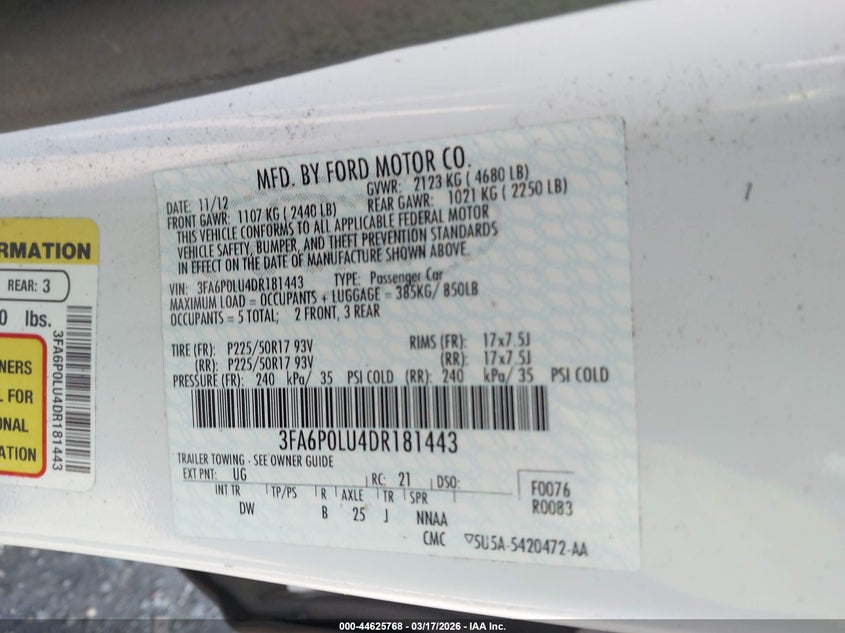 MFD. BY FORD MOTOR CO.
DATE: 11/12 GVWR: 2123 KG ( 4680 LB)
FRONT GAWR: 1107 KG ( 2440 LB) REAR GAWR: 1021 KG ( 2250 LB)
THIS VEHICLE CONFORMS TO ALL APPLICABLE FEDERAL MOTOR
VEHICLE SAFETY, BUMPER, AND THEFT PREVENTION STANDARDS
IN EFFECT ON THE DATE OF MANUFACTURE SHOWN ABOVE.
VIN: 3FA6P0LU4DR181443 TYPE: Passenger Car
MAXIMUM LOAD = OCCUPANTS + LUGGAGE = 385KG/ 850LB
OCCUPANTS = 5 TOTAL; 2 FRONT, 3 REAR
TIRE (FR): P225/50R17 93V RIMS (FR): 17x7.5J
(RR): P225/50R17 93V (RR): 17x7.5J
PRESSURE (FR): 240 kPa/ 35 PSI COLD (RR): 240 kPa/ 35 PSI COLD
3FA6P0LU4DR181443
TRAILER TOWING - SEE OWNER GUIDE
EXT PNT: UG RC: 21 DSO: F0076
INT TR TP/PS R AXLE TR SPR R0083
DW B 25 J NNAA
CMC ▽5U5A-5420472-AA
RMATION
REAR: 3
0 lbs.
NERS
L FOR
ONAL
ATION
3FA6P0LU4DR181443
000-44625768 - 03/17/2026 - IAA Inc.